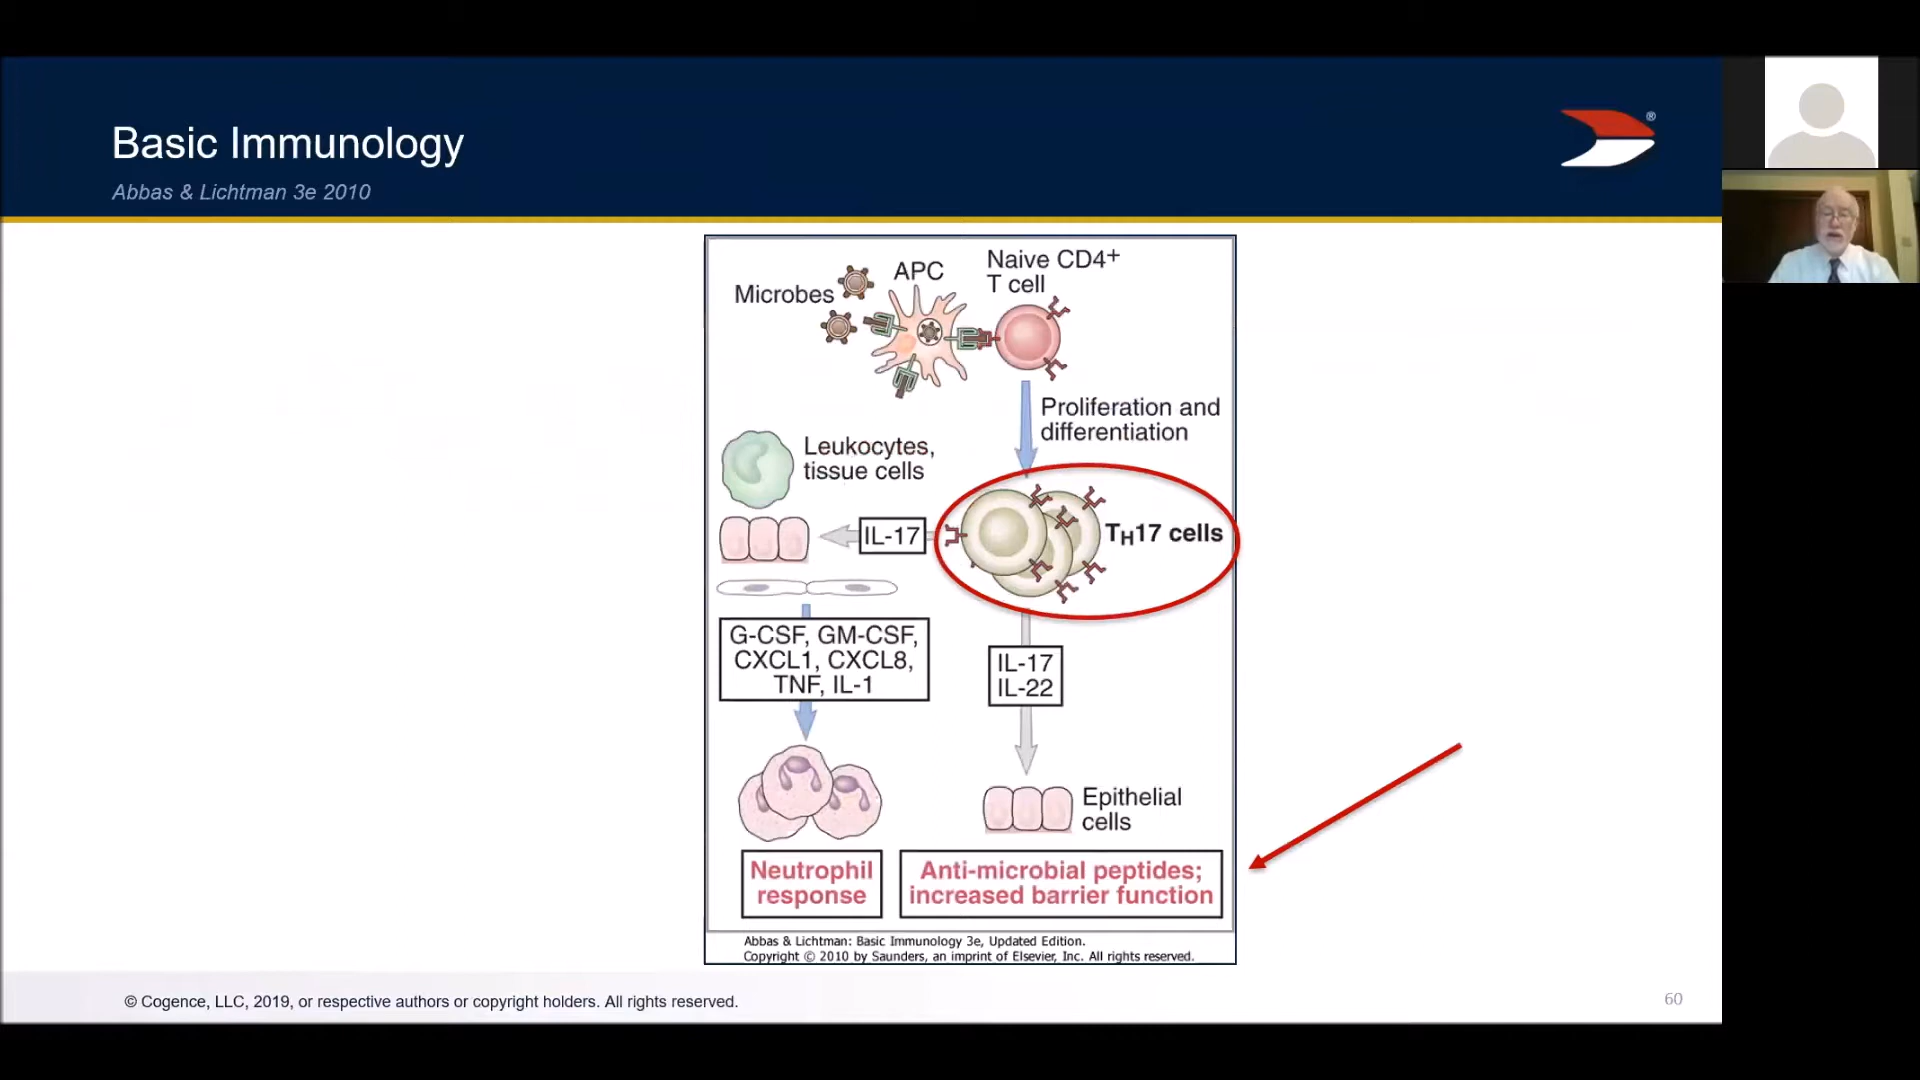 Basic Immunology
Abbas & Lichtman 3e 2010
®
Microbes
APC
Naive CD4+
T cell
Proliferation and
differentiation
Leukocytes,
tissue cells
IL-17
TH17 cells
G-CSF, GM-CSF,
CXCL1, CXCL8,
TNF, IL-1
IL-17
IL-22
Epithelial
cells
Neutrophil
response
Anti-microbial peptides;
increased barrier function
Abbas & Lichtman: Basic Immunology 3e, Updated Edition.
Copyright © 2010 by Saunders, an imprint of Elsevier, Inc. All rights reserved.
© Cogence, LLC, 2019, or respective authors or copyright holders. All rights reserved.
60